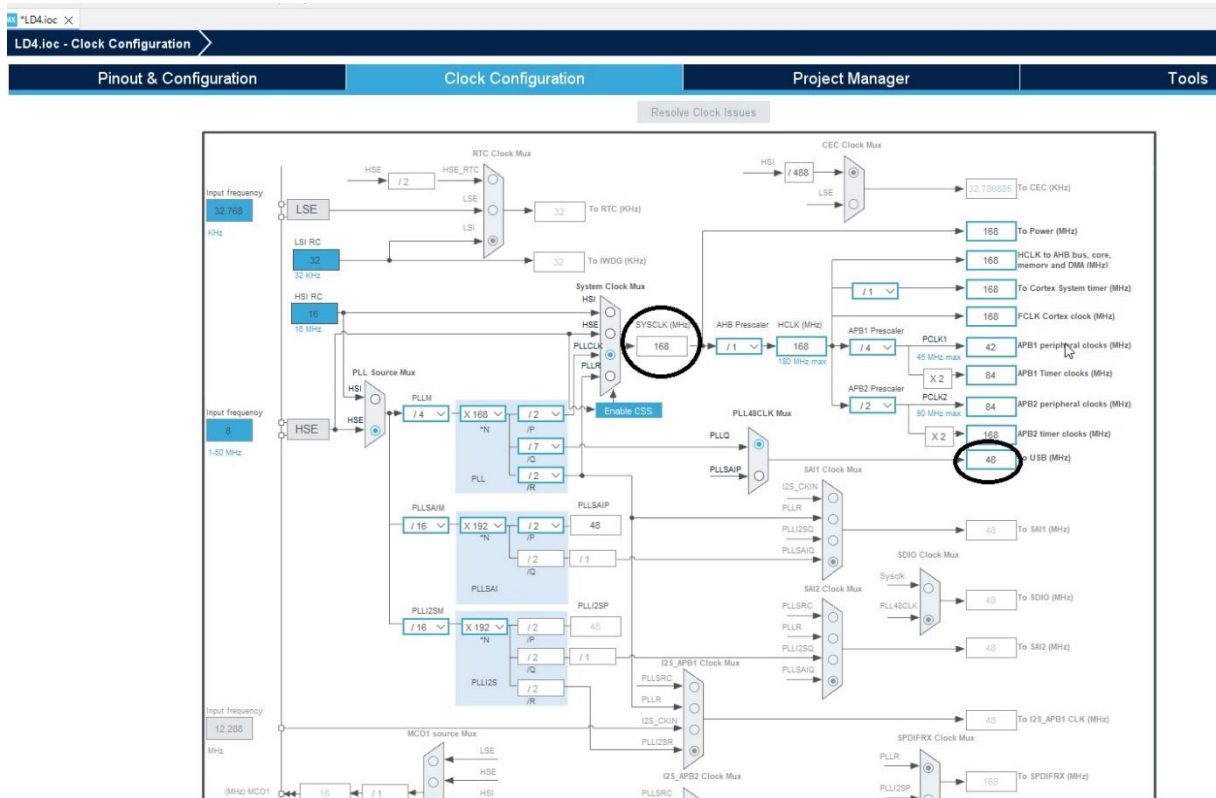 MX *LD4.ioc ×
LD4.ioc - Clock Configuration
Pinout & Configuration Clock Configuration Project Manager Tools
Resolve Clock Issues
RTC Clock Mux
CEC Clock Mux
HSE / 2 HSE_RTC
HSI / 488
Input frequency
32.768 LSE
KHz
LSE 32 To RTC (KHz)
LSE 32.786885 To CEC (KHz)
LSI
LSI RC
32 32 To IWDG (KHz)
32 KHz
168 To Power (MHz)
168 HCLK to AHB bus, core,
memory and DMA (MHz)
HSI RC
16
16 MHz
System Clock Mux
HSI
HSE
PLLCLK
PLLR
Enable CSS
SYSCLK (MHz)
168
AHB Prescaler
/ 1
HCLK (MHz)
168
180 MHz max
/ 1 168 To Cortex System timer (MHz)
168 FCLK Cortex clock (MHz)
APB1 Prescaler
/ 4
PCLK1
45 MHz max
42 APB1 peripheral clocks (MHz)
X 2 84 APB1 Timer clocks (MHz)
APB2 Prescaler
/ 2
PCLK2
90 MHz max
84 APB2 peripheral clocks (MHz)
X 2 168 APB2 timer clocks (MHz)
48 To USB (MHz)
PLL Source Mux
HSI
HSE
Input frequency
8 HSE
1-50 MHz
PLLM
/ 4 X 168 / 2
*N /P
/ 7
/Q
/ 2
/R
PLL
PLL48CLK Mux
PLLQ
PLLSAIP
SAI1 Clock Mux
I2S_CKIN
PLLR
PLLI2SQ
PLLSAIQ
48 To SAI1 (MHz)
PLLSAIM
/ 16 X 192 / 2 PLLSAIP 48
*N /P
/ 2 / 1
/Q
PLLSAI
SDIO Clock Mux
Sysclk
PLL48CLK
48 To SDIO (MHz)
SAI2 Clock Mux
PLLSRC
PLLR
PLLI2SQ
PLLSAIQ
48 To SAI2 (MHz)
PLLI2SM
/ 16 X 192 / 2 PLLI2SP 48
*N /P
/ 2 / 1
/Q
/ 2
/R
PLLI2S
I2S_APB1 Clock Mux
PLLSRC
PLLR
I2S_CKIN
PLLI2SR
48 To I2S_APB1 CLK (MHz)
Input frequency
12.288
MHz
MCO1 source Mux
LSE
HSE
HSI
(MHz) MCO1 16 / 1
I2S_APB2 Clock Mux
PLLSRC
SPDIFRX Clock Mux
PLLR
PLLI2SP
168 To SPDIFRX (MHz)